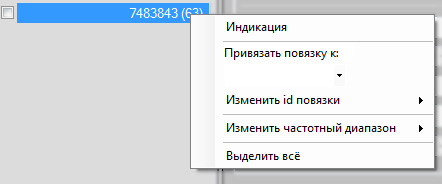 7483843 (63)
Индикация
Привязать повязку к:
Изменить id повязки
Изменить частотный диапазон
Выделить всё